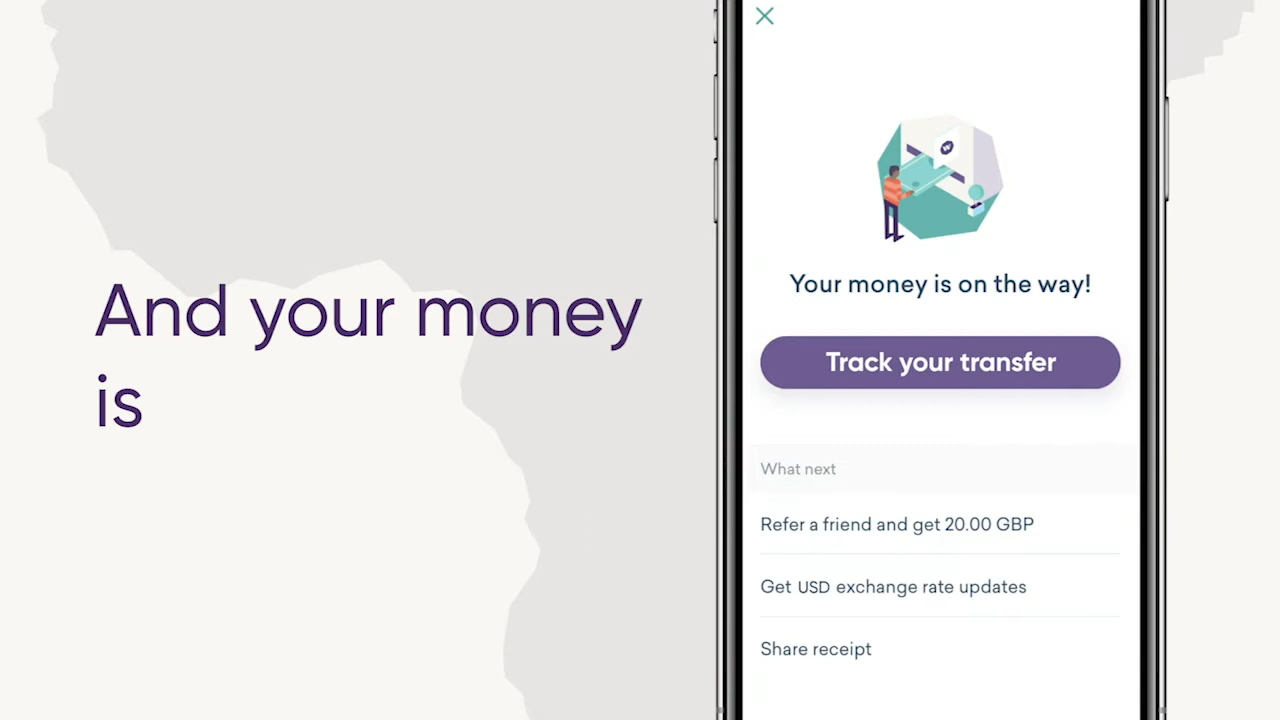 And your money
is
W
Your money is on the way!
Track your transfer
What next
Refer a friend and get 20.00 GBP
Get USD exchange rate updates
Share receipt